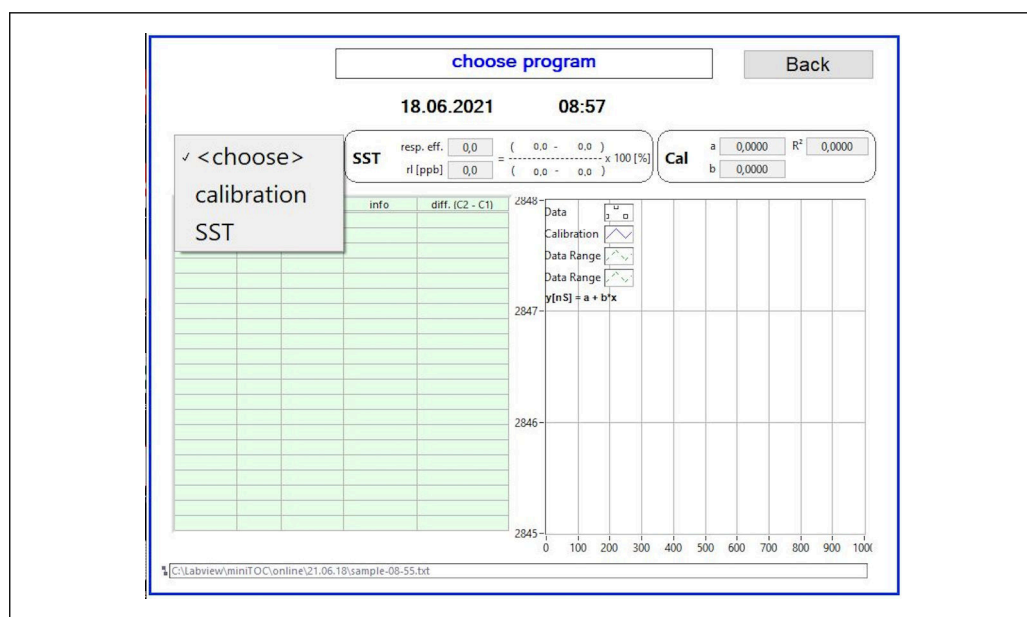 choose program
Back
18.06.2021 08:57
✓ <choose>
calibration
SST
SST
resp. eff. 0,0 = ( 0,0 - 0,0 ) x 100 [%]
rl [ppb] 0,0 ( 0,0 - 0,0 )
Cal
a 0,0000 R² 0,0000
b 0,0000
info diff. (C2 - C1)
2848
Data
Calibration
Data Range
Data Range
y[nS] = a + b*x
2847
2846
2845
0 100 200 300 400 500 600 700 800 900
C:\Labview\miniTOC\online\21.06.18\sample-08-55.txt